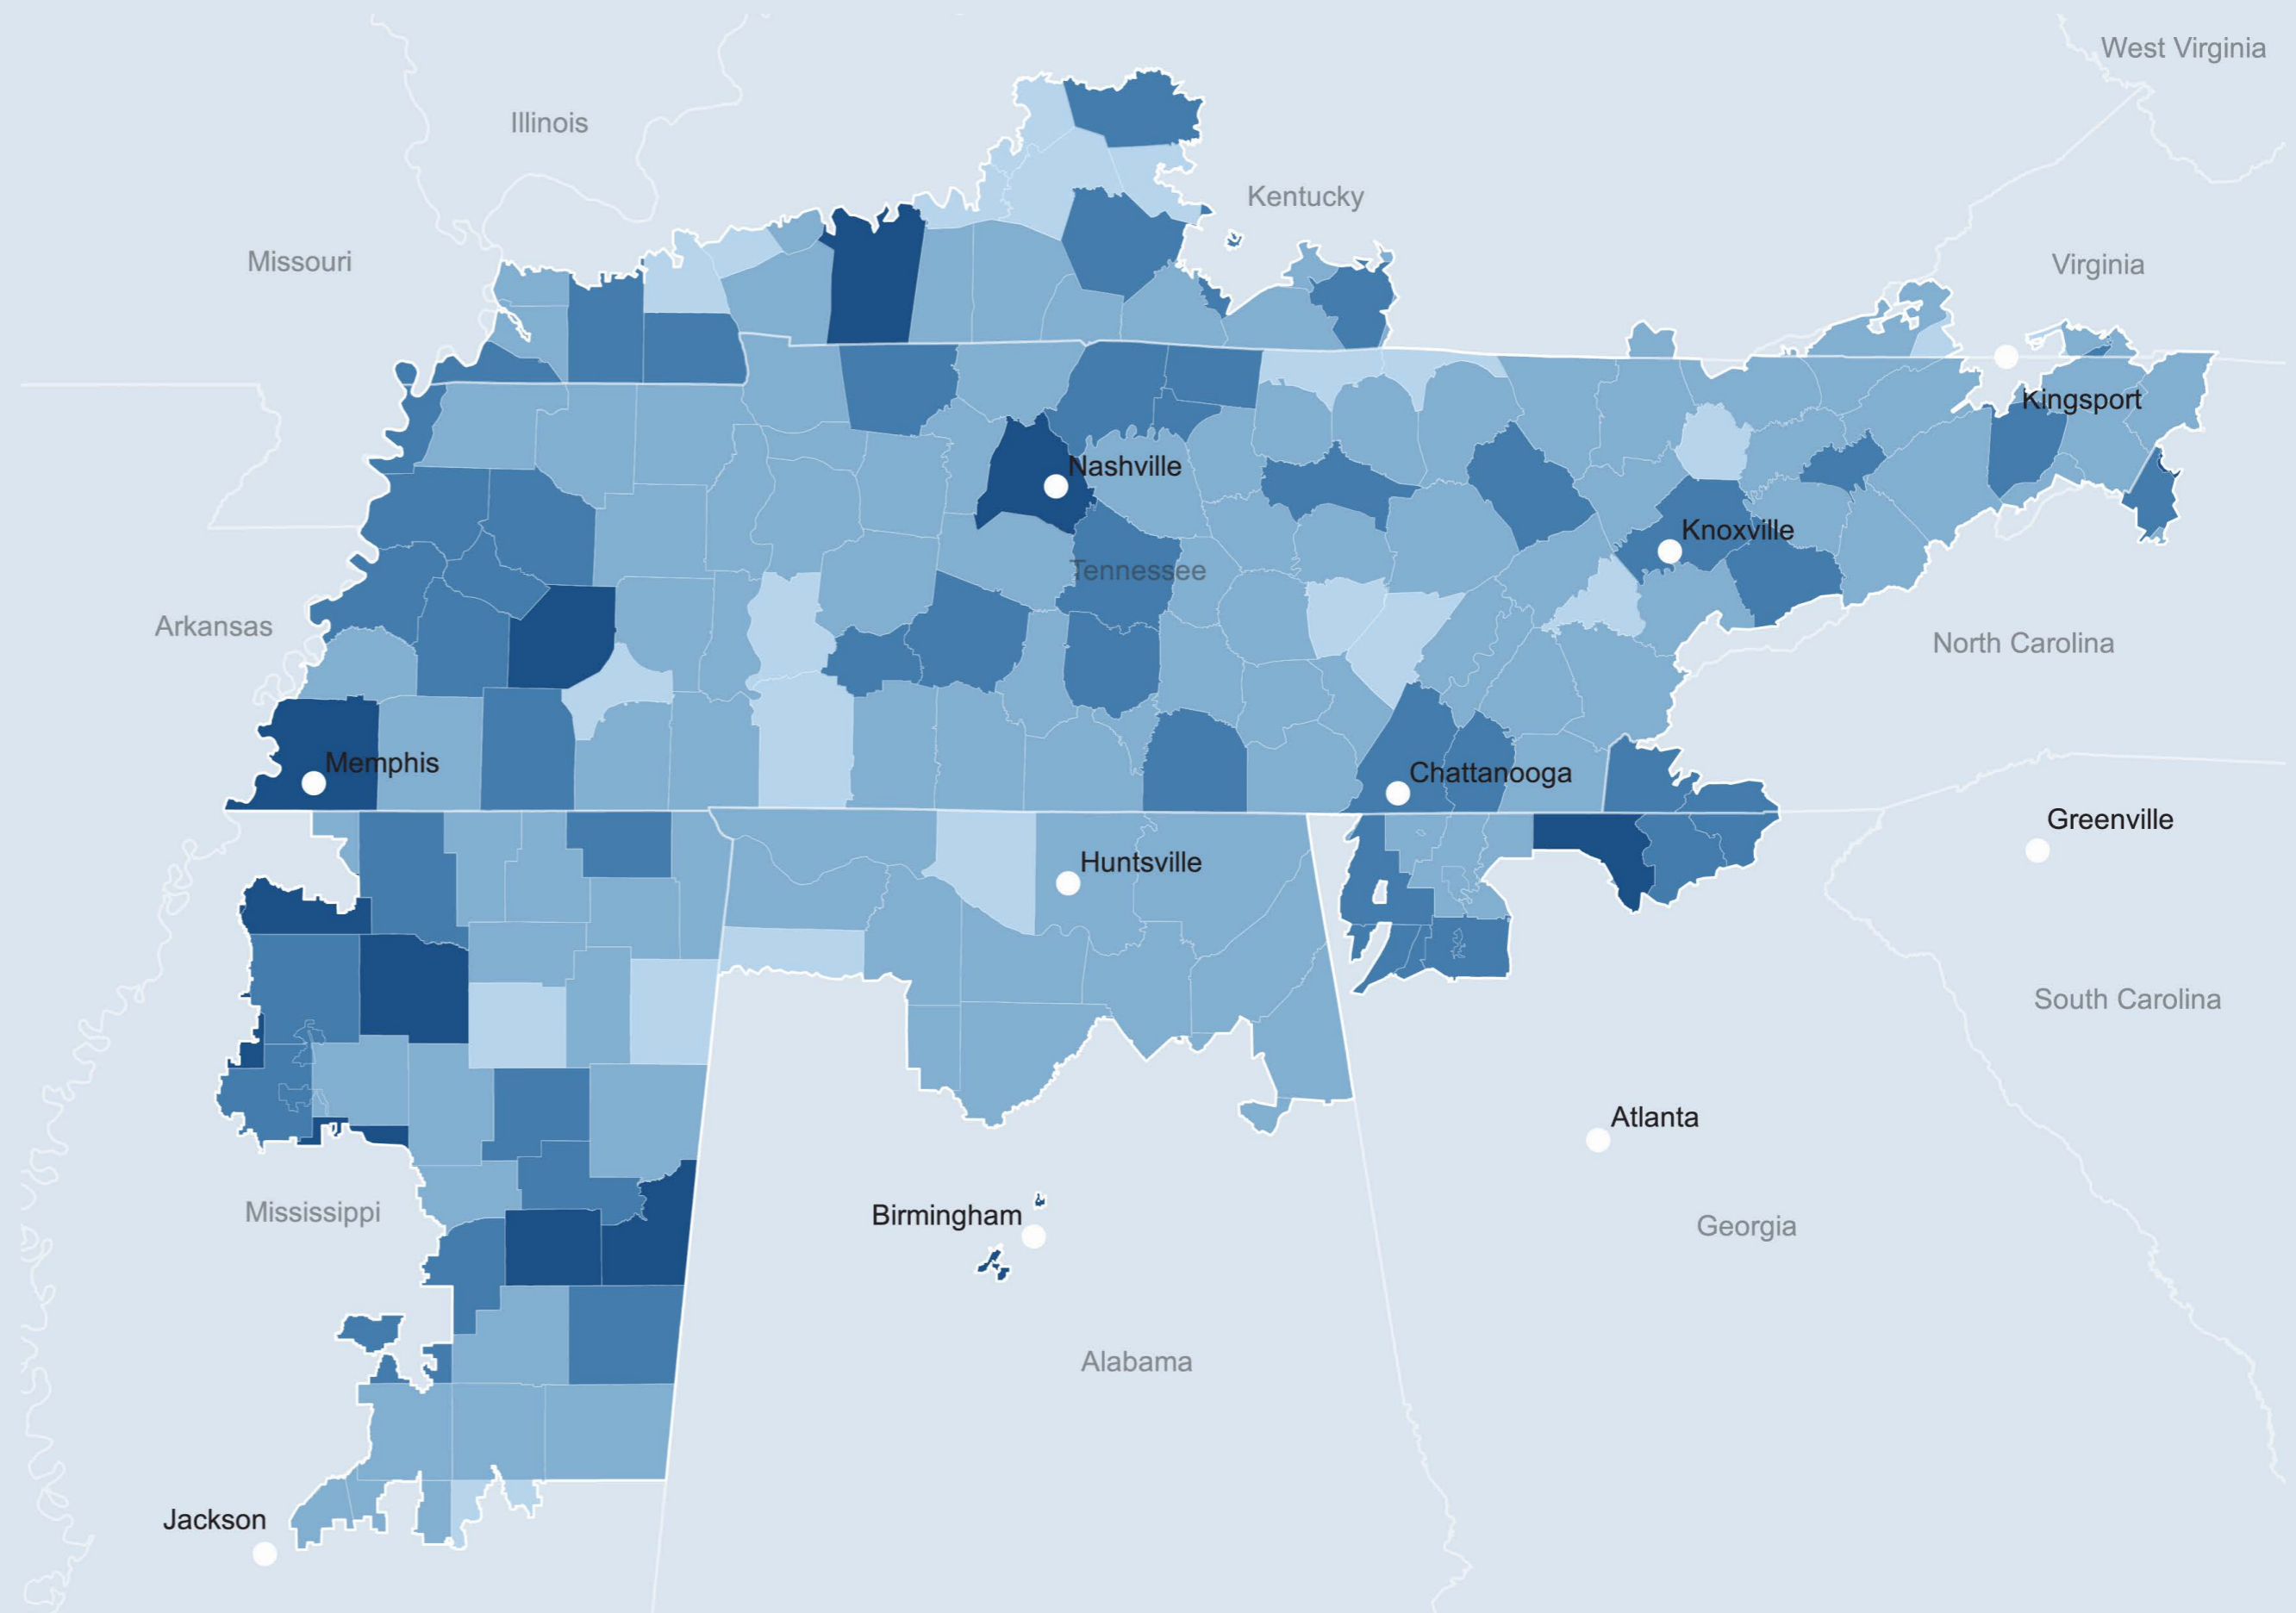 West Virginia
Illinois
Kentucky
Missouri
Virginia
Kingsport
Nashville
Knoxville
Tennessee
Arkansas
North Carolina
Memphis
Chattanooga
Greenville
Huntsville
South Carolina
Atlanta
Mississippi
Birmingham
Georgia
Alabama
Jackson